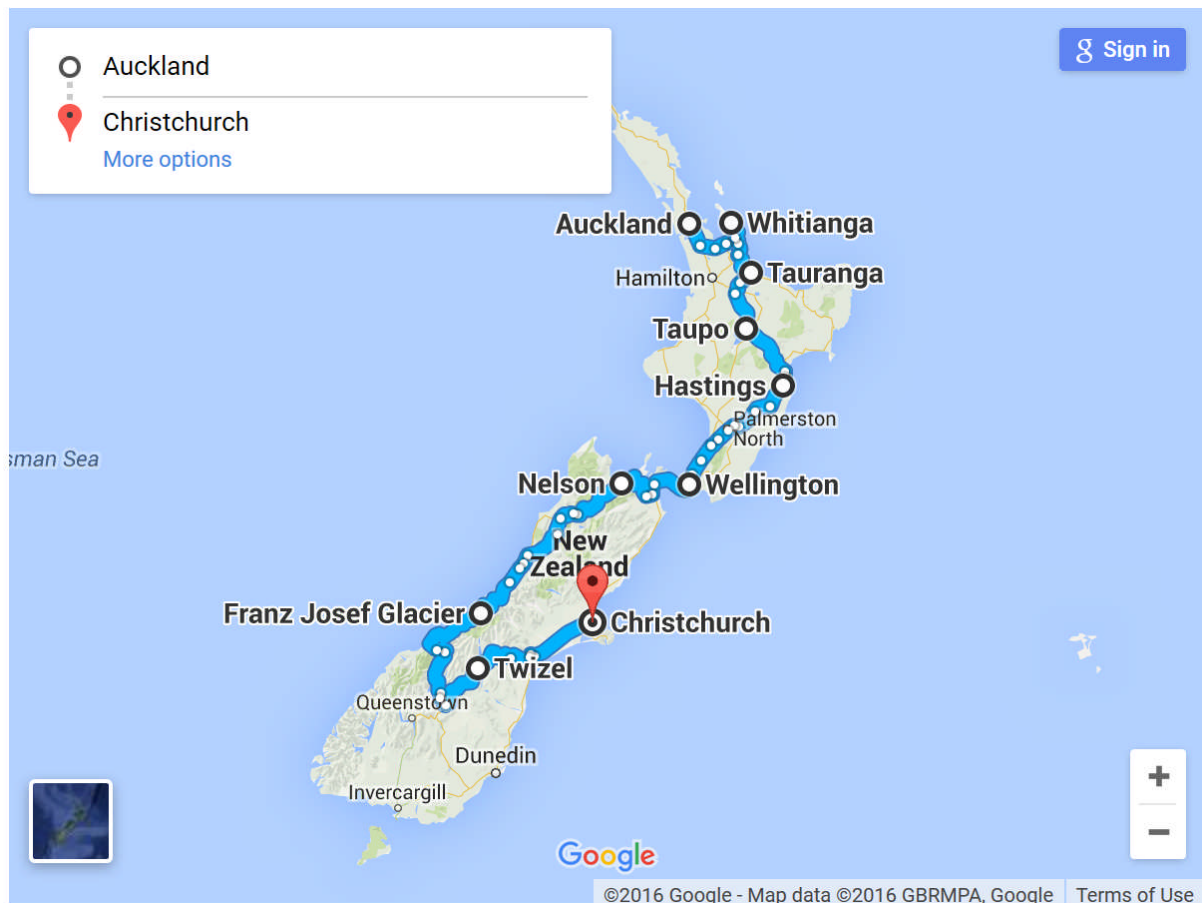 Auckland
Christchurch
More options
Sign in
Auckland
Whitianga
Hamilton
Tauranga
Taupo
Hastings
Palmerston
North
sman Sea
Nelson
Wellington
New
Zealand
Franz Josef Glacier
Christchurch
Twizel
Queenstown
Dunedin
Invercargill
Google
©2016 Google - Map data ©2016 GBRMPA, Google
Terms of Use